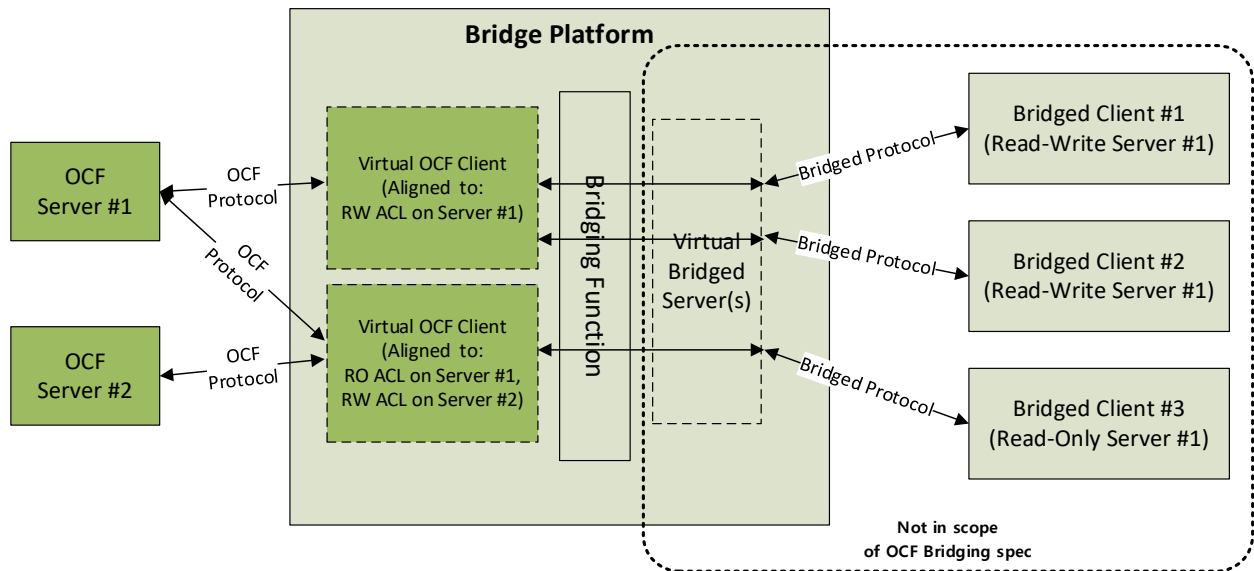 Bridge Platform
OCF
Server #1
OCF
Server #2
OCF
Protocol
OCF
Protocol
OCF
Protocol
Virtual OCF Client
(Aligned to:
RW ACL on Server #1)
Virtual OCF Client
(Aligned to:
RO ACL on Server #1,
RW ACL on Server #2)
Bridging Function
Virtual
Bridged
Server(s)
Bridged Protocol
Bridged Protocol
Bridged Protocol
Bridged Client #1
(Read-Write Server #1)
Bridged Client #2
(Read-Write Server #1)
Bridged Client #3
(Read-Only Server #1)
Not in scope
of OCF Bridging spec